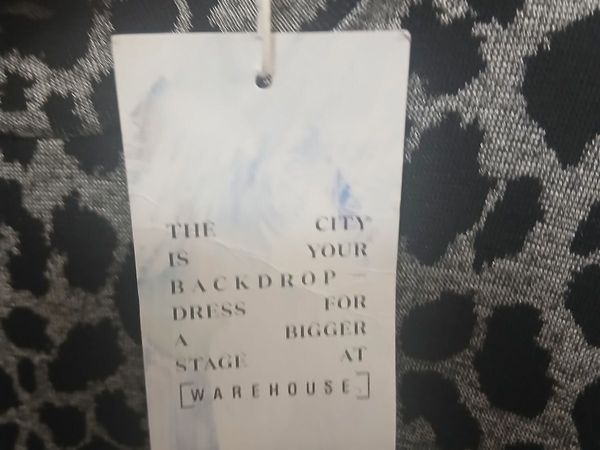 THE CITY
IS YOUR
BACKDROP —
DRESS FOR
A BIGGER
STAGE AT
[WAREHOUSE]